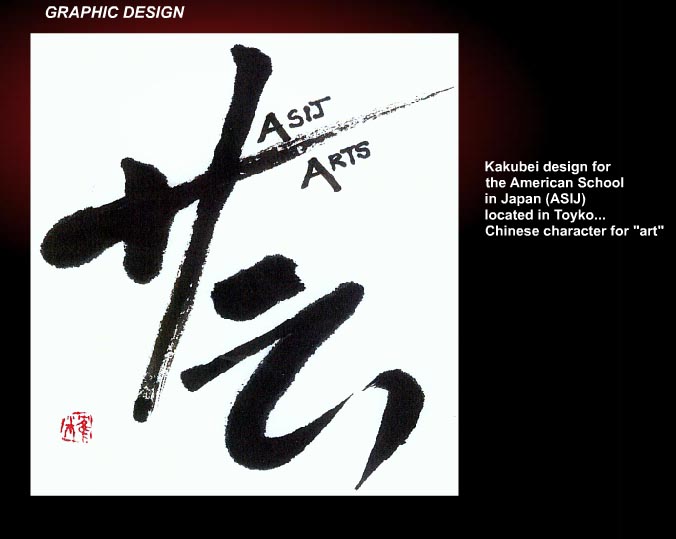 GRAPHIC DESIGN
ASIJ
ARTS
芸
Kakubei design for
the American School
in Japan (ASIJ)
located in Toyko...
Chinese character for "art"